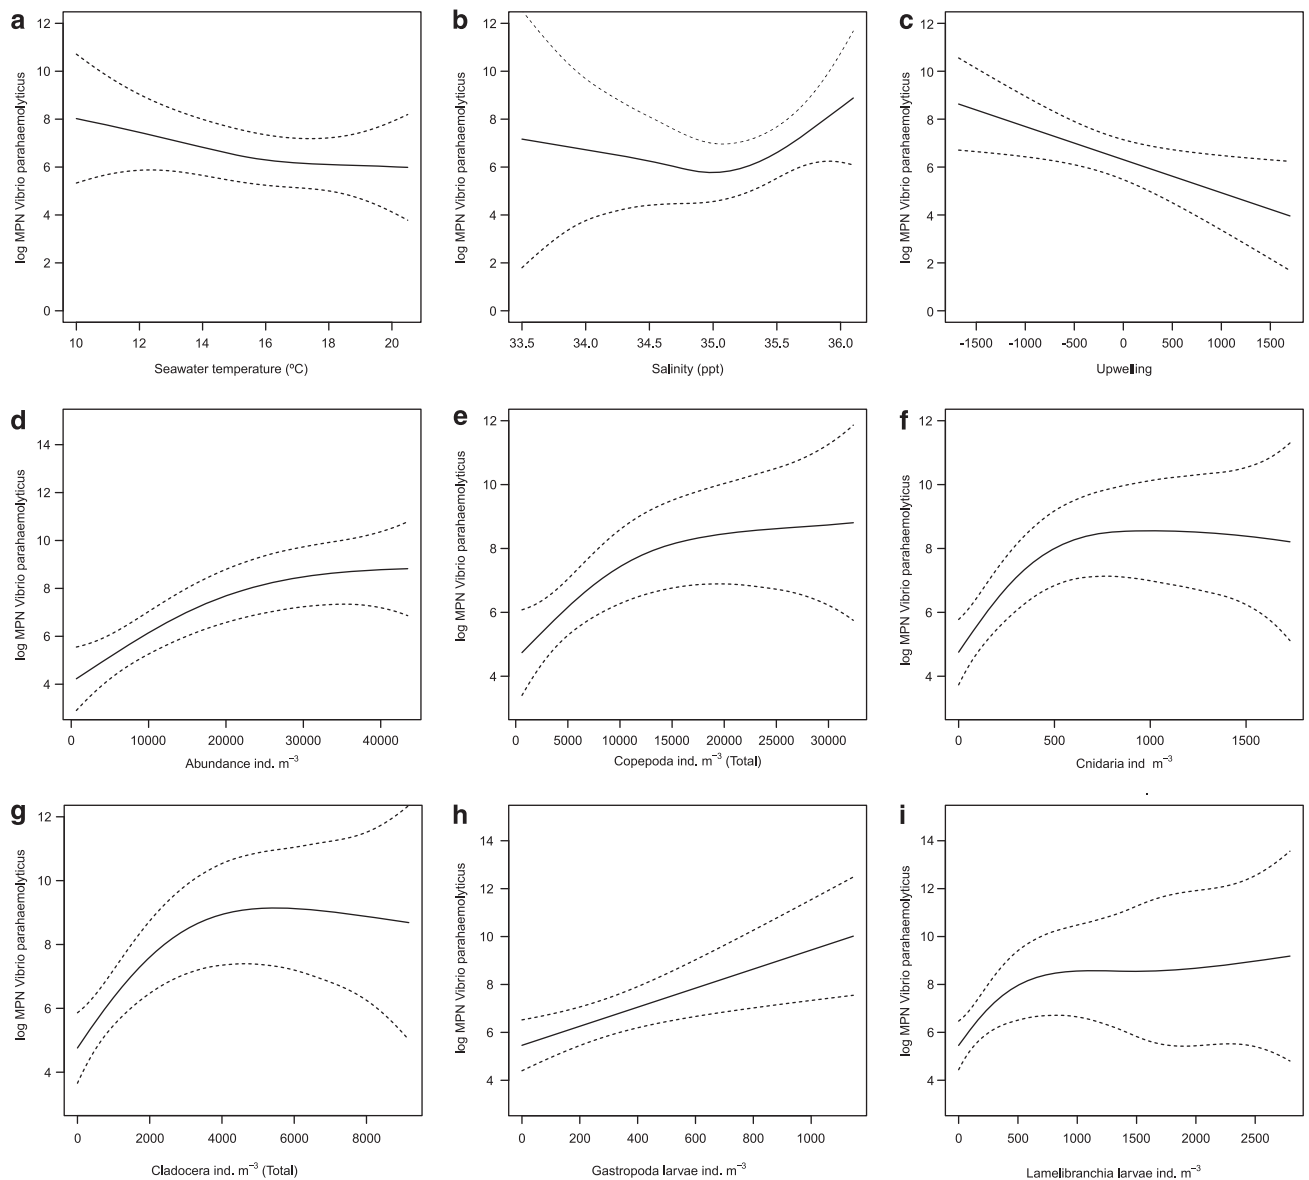 a
12
10
8
6
4
2
0
log MPN Vibrio parahaemolyticus
10 12 14 16 18 20
Seawater temperature (ºC)
b
12
10
8
6
4
2
0
log MPN Vibrio parahaemolyticus
33.5 34.0 34.5 35.0 35.5 36.0
Salinity (ppt)
c
12
10
8
6
4
2
0
log MPN Vibrio parahaemolyticus
-1500 -1000 -500 0 500 1000 1500
Upwelling
d
14
12
10
8
6
4
log MPN Vibrio parahaemolyticus
0 10000 20000 30000 40000
Abundance ind. m⁻³
e
12
10
8
6
4
log MPN Vibrio parahaemolyticus
0 5000 10000 15000 20000 25000 30000
Copepoda ind. m⁻³ (Total)
f
12
10
8
6
4
log MPN Vibrio parahaemolyticus
0 500 1000 1500
Cnidaria ind m⁻³
g
12
10
8
6
4
log MPN Vibrio parahaemolyticus
0 2000 4000 6000 8000
Cladocera ind. m⁻³ (Total)
h
14
12
10
8
6
4
log MPN Vibrio parahaemolyticus
0 200 400 600 800 1000
Gastropoda larvae ind. m⁻³
i
14
12
10
8
6
4
log MPN Vibrio parahaemolyticus
0 500 1000 1500 2000 2500
Lamelibranchia larvae ind. m⁻³